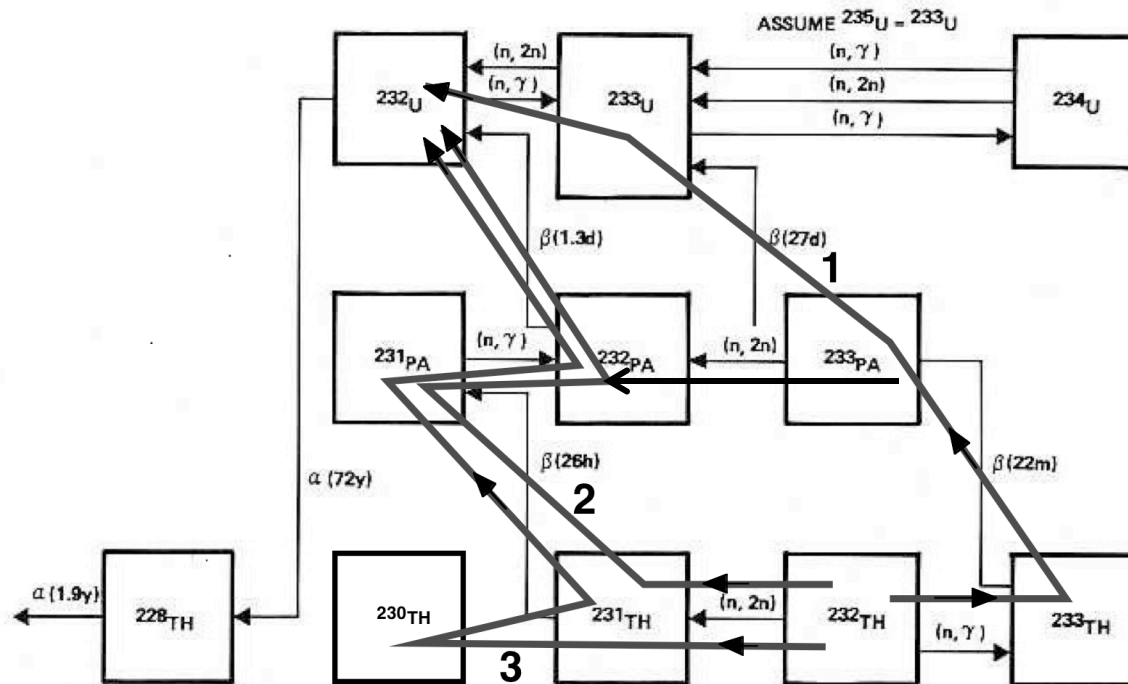 ASSUME ²³⁵U = ²³³U
(n, 2n)
(n, γ)
(n, γ)
(n, 2n)
(n, γ)
²³²U
²³³U
²³⁴U
β(1.3d)
β(27d)
1
(n, γ)
(n, 2n)
²³¹PA
²³²PA
²³³PA
α (72y)
β(26h)
β(22m)
2
α(1.9y)
²²⁸TH
²³⁰TH
²³¹TH
(n, 2n)
²³²TH
(n, γ)
²³³TH
3